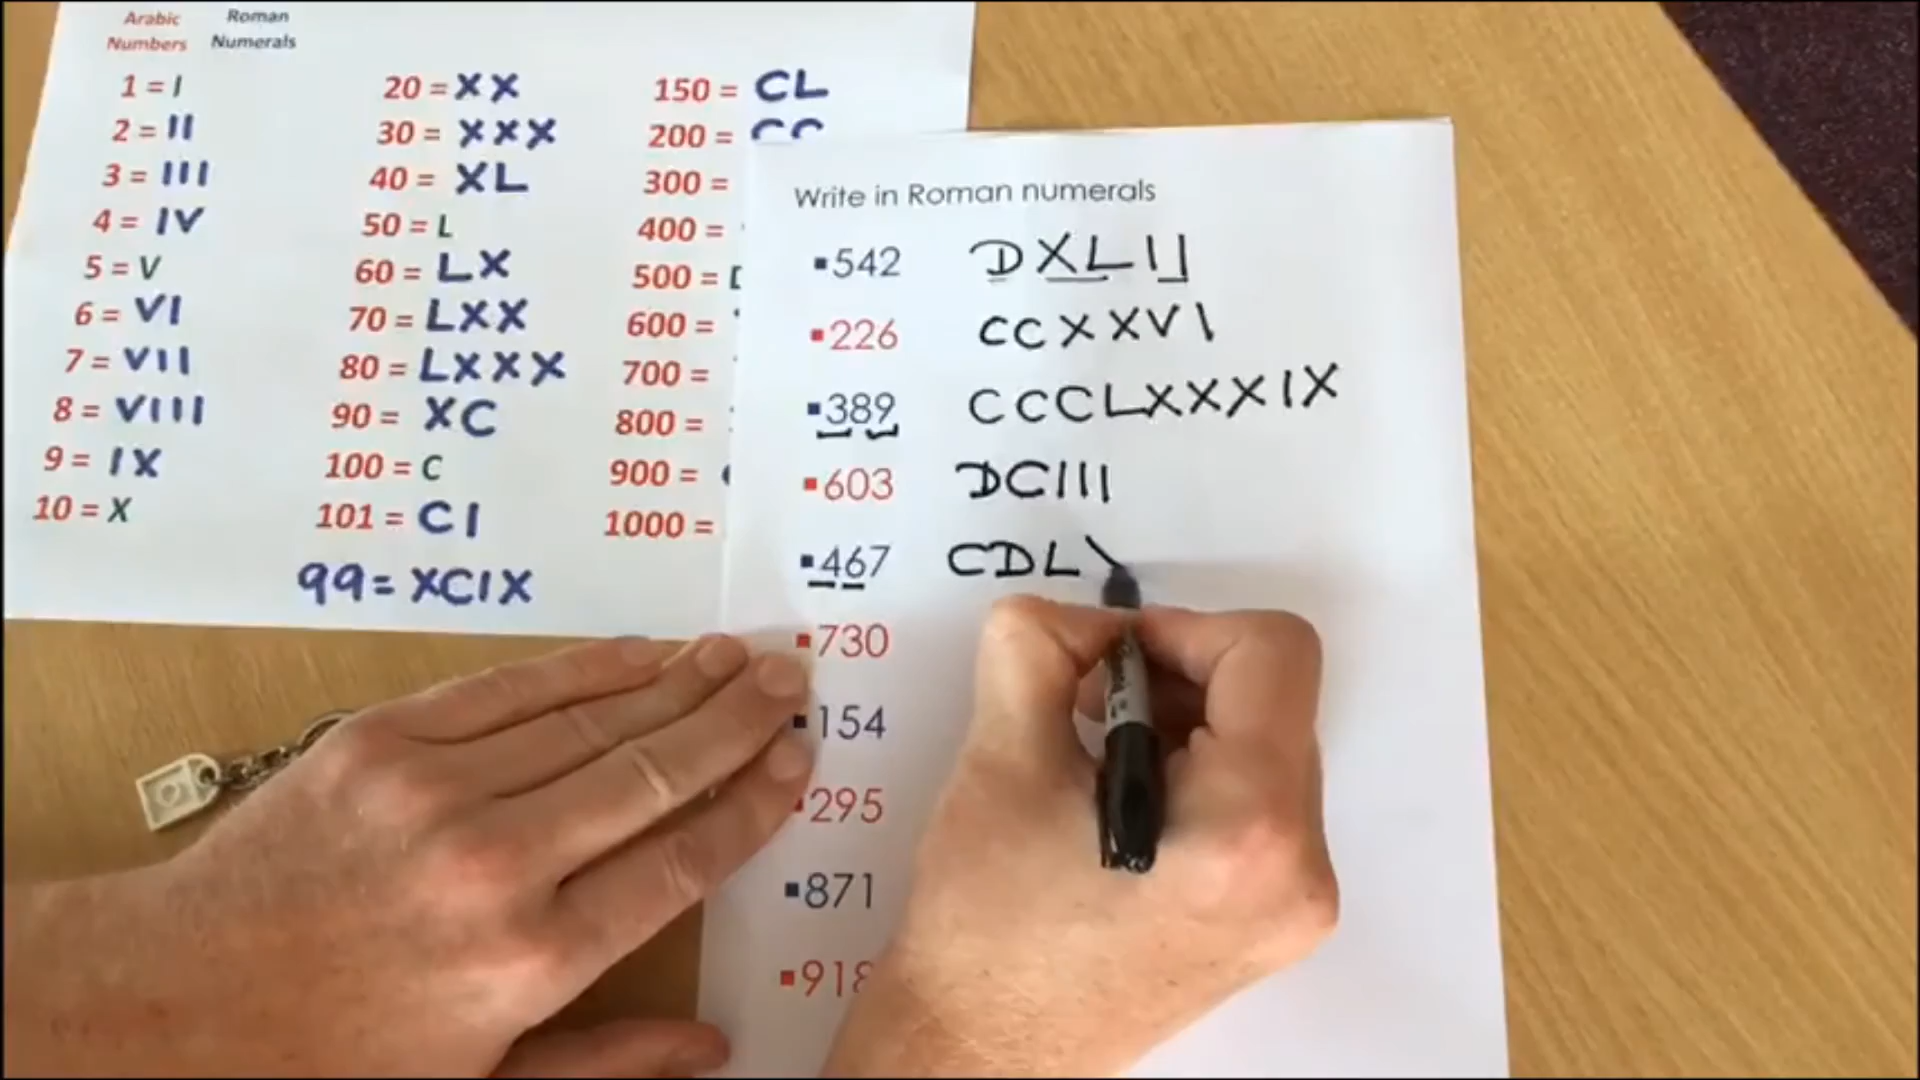 Arabic Numbers
Roman Numerals
1 = I
2 = II
3 = III
4 = IV
5 = V
6 = VI
7 = VII
8 = VIII
9 = IX
10 = X
20 = XX
30 = XXX
40 = XL
50 = L
60 = LX
70 = LXX
80 = LXXX
90 = XC
100 = C
101 = CI
99 = XCIX
150 = CL
200 = CC
300 =
400 =
500 =
600 =
700 =
800 =
900 =
1000 =
Write in Roman numerals
▪542 DXLII
▪226 CCXXVI
▪389 CCCLXXXIX
▪603 DCIII
▪467 CDL
▪730
▪154
▪295
▪871
▪918